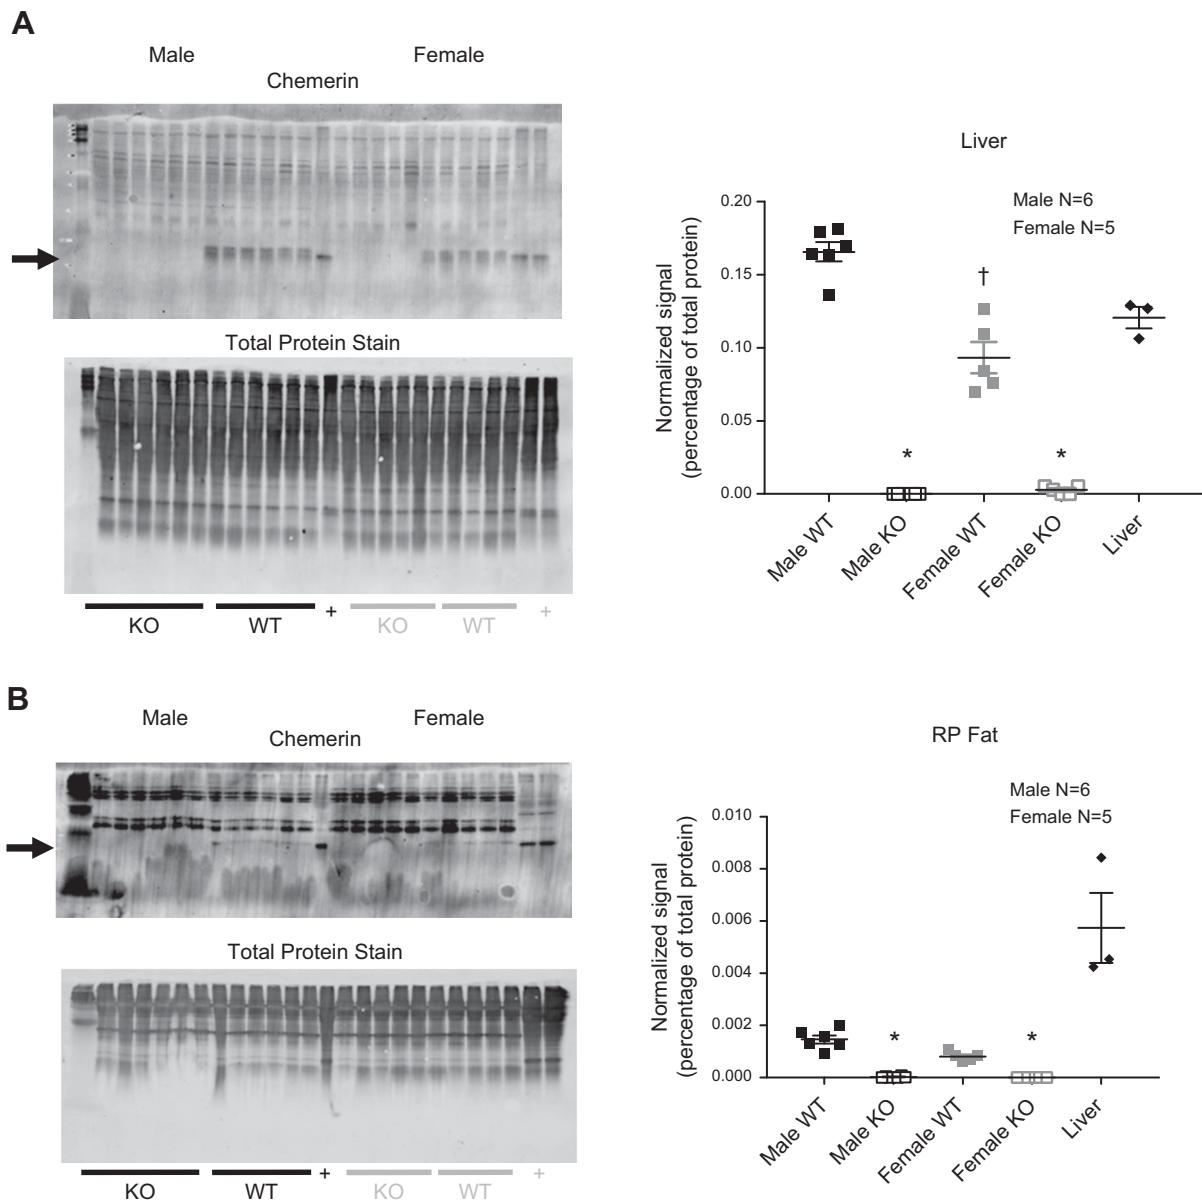 A
Male
Female
Chemerin
Total Protein Stain
KO
WT
+
KO
WT
+
Liver
Male N=6
Female N=5
Normalized signal
(percentage of total protein)
0.20
0.15
0.10
0.05
0.00
†
*
*
Male WT
Male KO
Female WT
Female KO
Liver
B
Male
Female
Chemerin
Total Protein Stain
KO
WT
+
KO
WT
+
RP Fat
Male N=6
Female N=5
Normalized signal
(percentage of total protein)
0.010
0.008
0.006
0.004
0.002
0.000
*
*
Male WT
Male KO
Female WT
Female KO
Liver